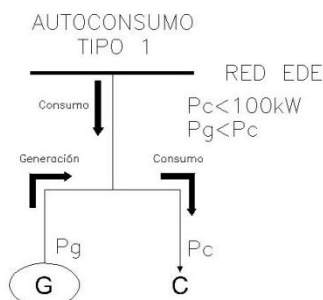 AUTOCONSUMO
TIPO 1
RED EDE
Consumo
Pc<100kW
Pg<Pc
Generación
Consumo
Pg
Pc
G
C